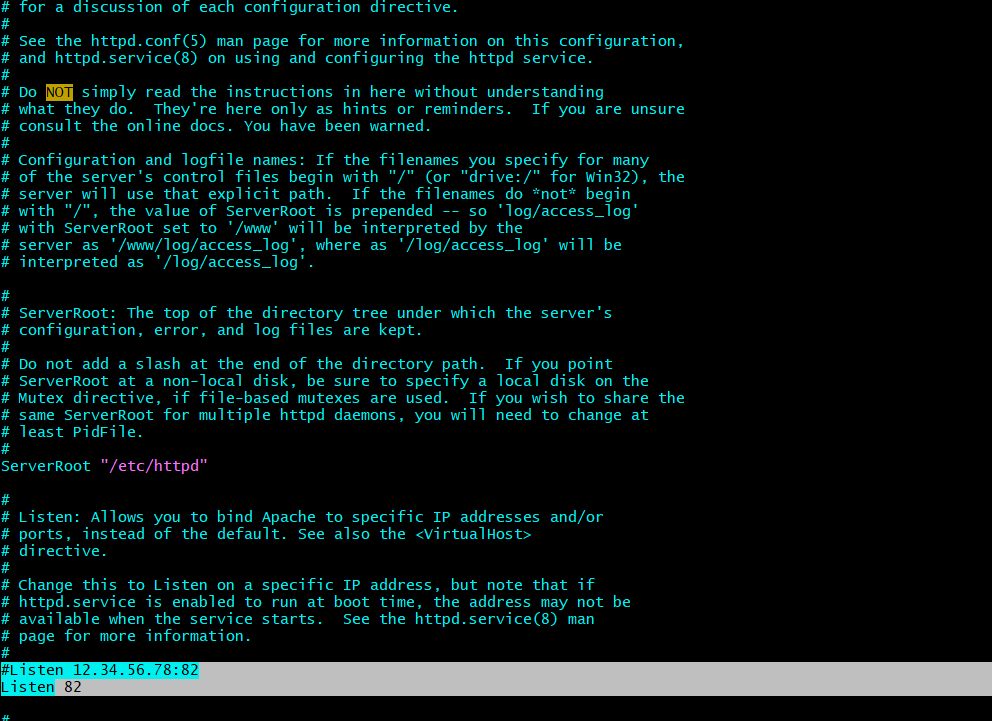 # for a discussion of each configuration directive.
#
# See the httpd.conf(5) man page for more information on this configuration,
# and httpd.service(8) on using and configuring the httpd service.
#
# Do NOT simply read the instructions in here without understanding
# what they do.  They're here only as hints or reminders.  If you are unsure
# consult the online docs. You have been warned.
#
# Configuration and logfile names: If the filenames you specify for many
# of the server's control files begin with "/" (or "drive:/" for Win32), the
# server will use that explicit path.  If the filenames do *not* begin
# with "/", the value of ServerRoot is prepended -- so 'log/access_log'
# with ServerRoot set to '/www' will be interpreted by the
# server as '/www/log/access_log', where as '/log/access_log' will be
# interpreted as '/log/access_log'.

#
# ServerRoot: The top of the directory tree under which the server's
# configuration, error, and log files are kept.
#
# Do not add a slash at the end of the directory path.  If you point
# ServerRoot at a non-local disk, be sure to specify a local disk on the
# Mutex directive, if file-based mutexes are used.  If you wish to share the
# same ServerRoot for multiple httpd daemons, you will need to change at
# least PidFile.
#
ServerRoot "/etc/httpd"

#
# Listen: Allows you to bind Apache to specific IP addresses and/or
# ports, instead of the default. See also the <VirtualHost>
# directive.
#
# Change this to Listen on a specific IP address, but note that if
# httpd.service is enabled to run at boot time, the address may not be
# available when the service starts.  See the httpd.service(8) man
# page for more information.
#
#Listen 12.34.56.78:82
Listen 82

#